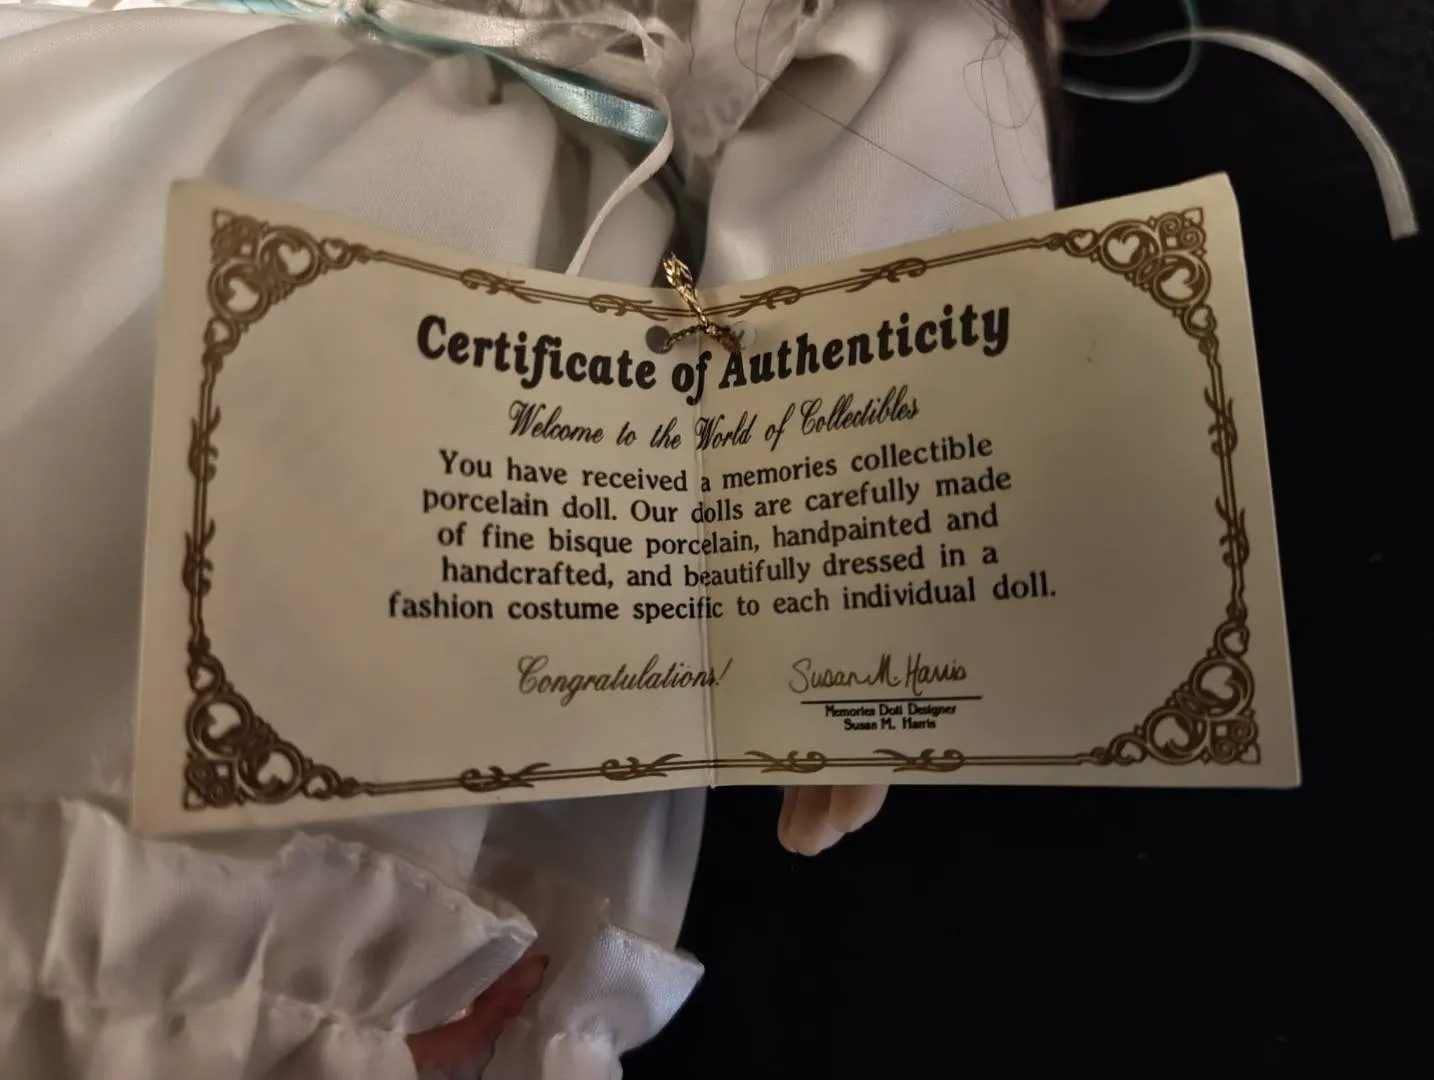 Certificate of Authenticity
Welcome to the World of Collectibles
You have received a memories collectible
porcelain doll. Our dolls are carefully made
of fine bisque porcelain, handpainted and
handcrafted, and beautifully dressed in a
fashion costume specific to each individual doll.
Congratulations! Susan M. Harris
Memories Doll Designer
Susan M. Harris